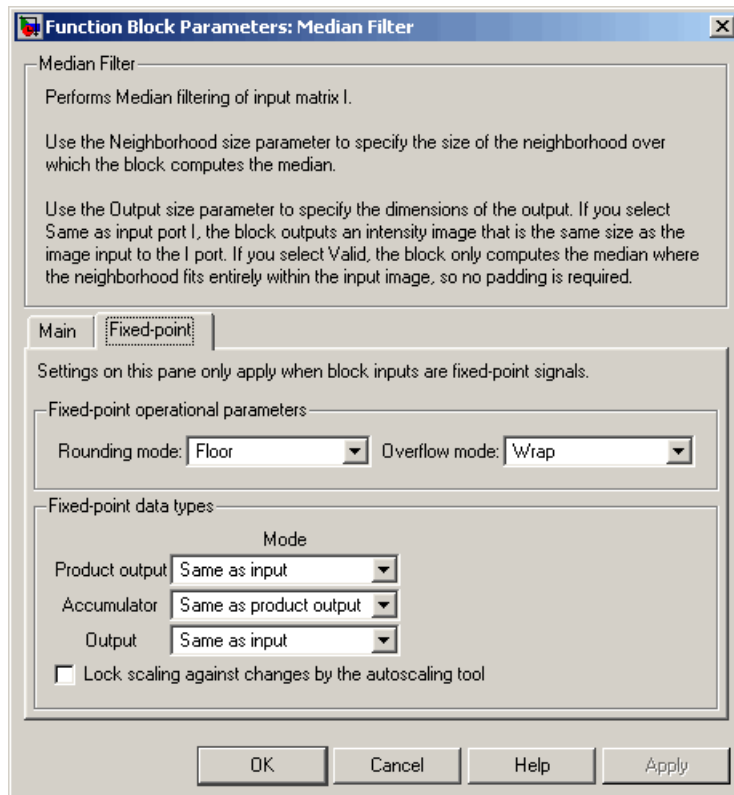 Function Block Parameters: Median Filter
Median Filter
Performs Median filtering of input matrix I.
Use the Neighborhood size parameter to specify the size of the neighborhood over
which the block computes the median.
Use the Output size parameter to specify the dimensions of the output. If you select
Same as input port I, the block outputs an intensity image that is the same size as the
image input to the I port. If you select Valid, the block only computes the median where
the neighborhood fits entirely within the input image, so no padding is required.
Main Fixed-point
Settings on this pane only apply when block inputs are fixed-point signals.
Fixed-point operational parameters
Rounding mode: Floor Overflow mode: Wrap
Fixed-point data types
Mode
Product output Same as input
Accumulator Same as product output
Output Same as input
Lock scaling against changes by the autoscaling tool
OK Cancel Help Apply